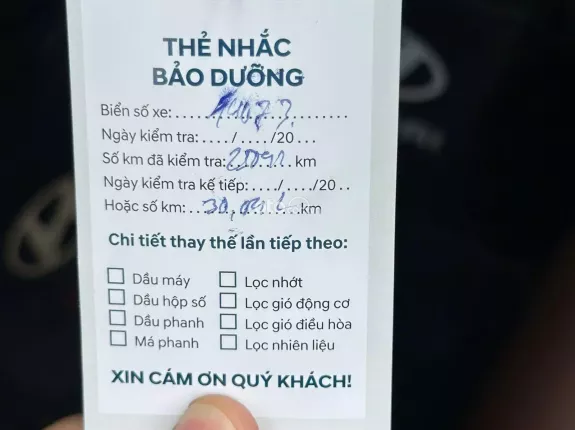 THẺ NHẮC
BẢO DƯỠNG
Biển số xe: 14073
Ngày kiểm tra: ..../..../20...
Số km đã kiểm tra: km
Ngày kiểm tra kế tiếp: ..../..../20..
Hoặc số km: km
Chi tiết thay thế lần tiếp theo:
Dầu máy
Lọc nhớt
Dầu hộp số
Lọc gió động cơ
Dầu phanh
Lọc gió điều hòa
Má phanh
Lọc nhiên liệu
XIN CÁM ƠN QUÝ KHÁCH!